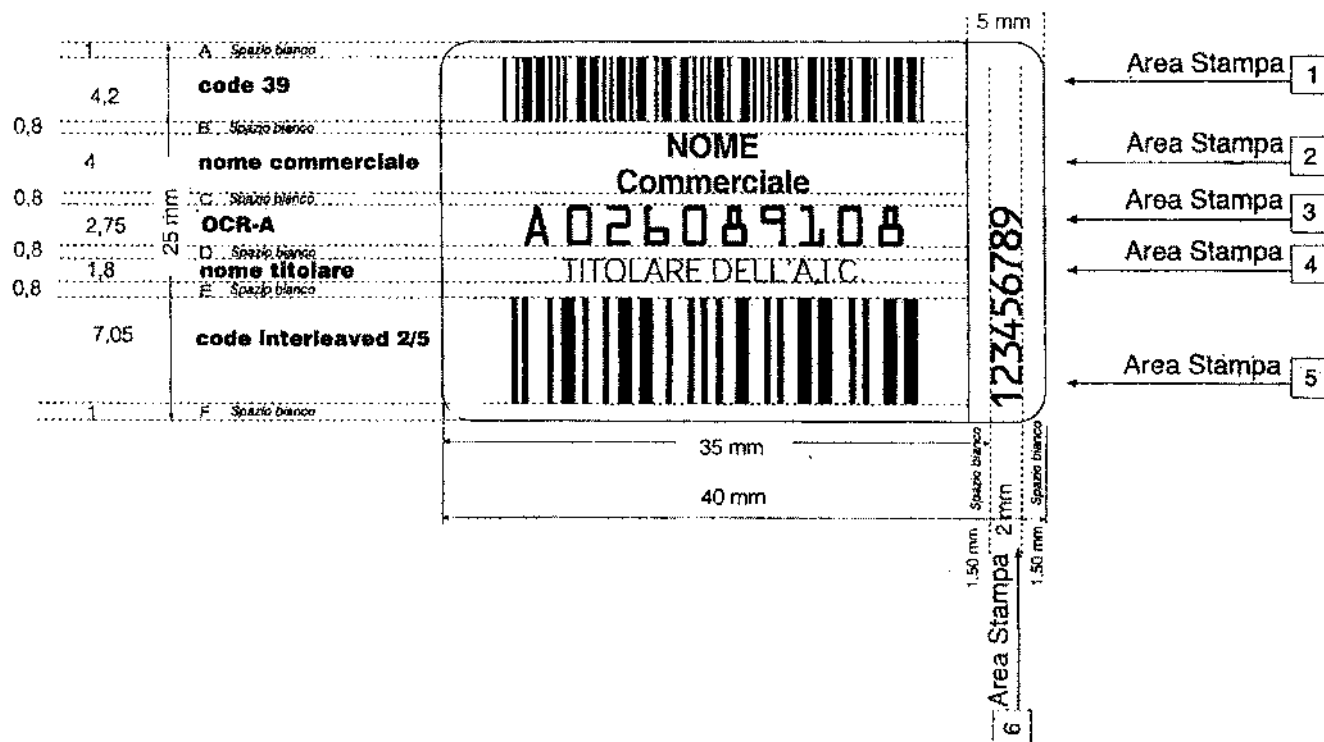 5 mm
1 A Spazio bianco
4,2 code 39
Area Stampa 1
0,8 B Spazio bianco
4 nome commerciale
NOME
Commerciale
Area Stampa 2
0,8 C Spazio bianco
2,75 OCR-A
A026089108
Area Stampa 3
25 mm
0,8 D Spazio bianco
1,8 nome titolare
TITOLARE DELL'A.I.C.
Area Stampa 4
0,8 E Spazio bianco
7,05 code Interleaved 2/5
Area Stampa 5
123456789
1 F Spazio bianco
35 mm
40 mm
Spazio bianco
Spazio bianco
1.50 mm
2 mm
1.50 mm
Area Stampa
6